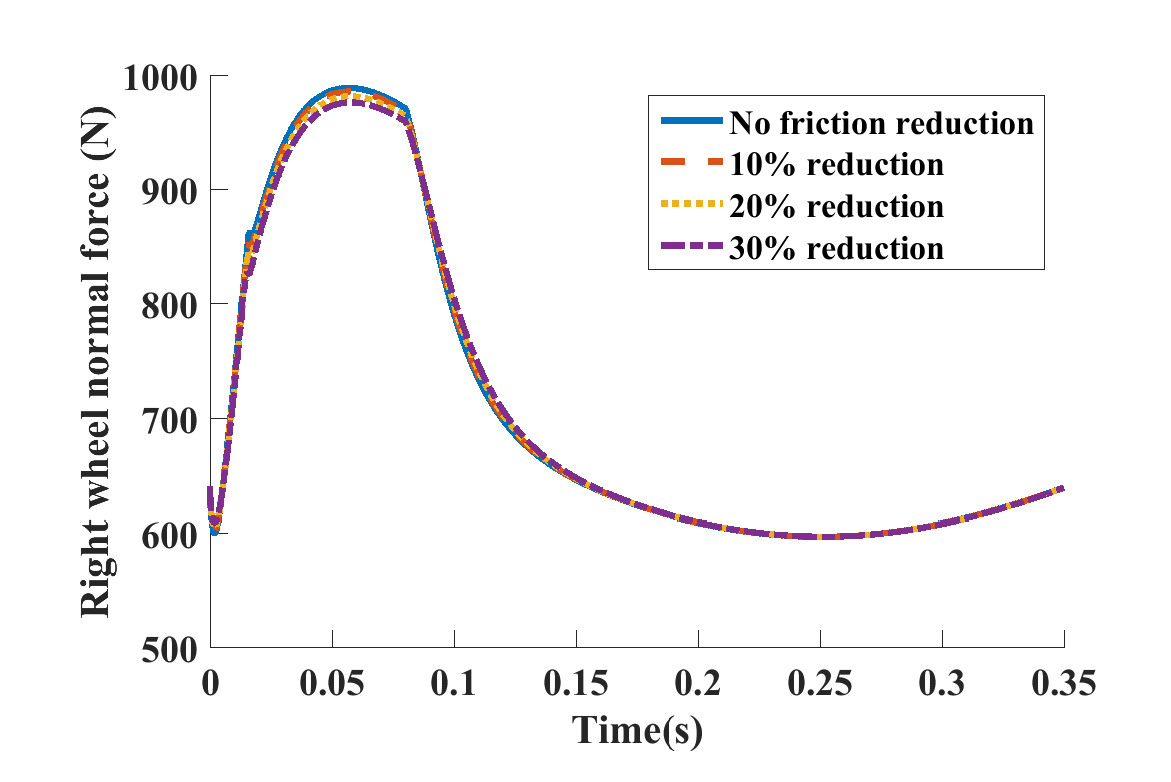 Right wheel normal force (N)
1000
900
800
700
600
500
No friction reduction
10% reduction
20% reduction
30% reduction
0 0.05 0.1 0.15 0.2 0.25 0.3 0.35
Time(s)